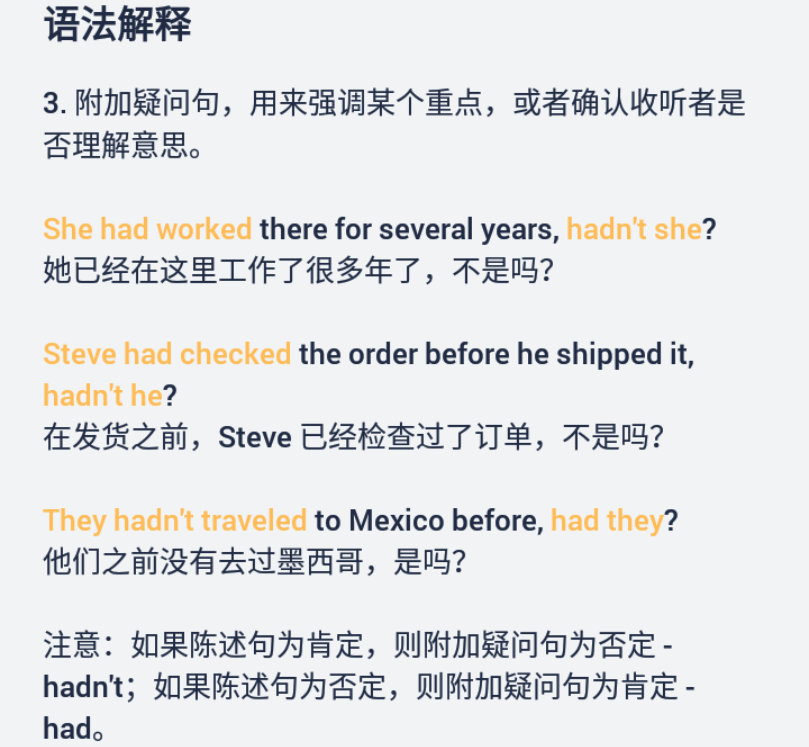 语法解释
3. 附加疑问句，用来强调某个重点，或者确认收听者是
否理解意思。
She had worked there for several years, hadn't she?
她已经在这里工作了很多年了，不是吗？
Steve had checked the order before he shipped it,
hadn't he?
在发货之前，Steve 已经检查过了订单，不是吗？
They hadn't traveled to Mexico before, had they?
他们之前没有去过墨西哥，是吗？
注意：如果陈述句为肯定，则附加疑问句为否定 -
hadn't；如果陈述句为否定，则附加疑问句为肯定 -
had。